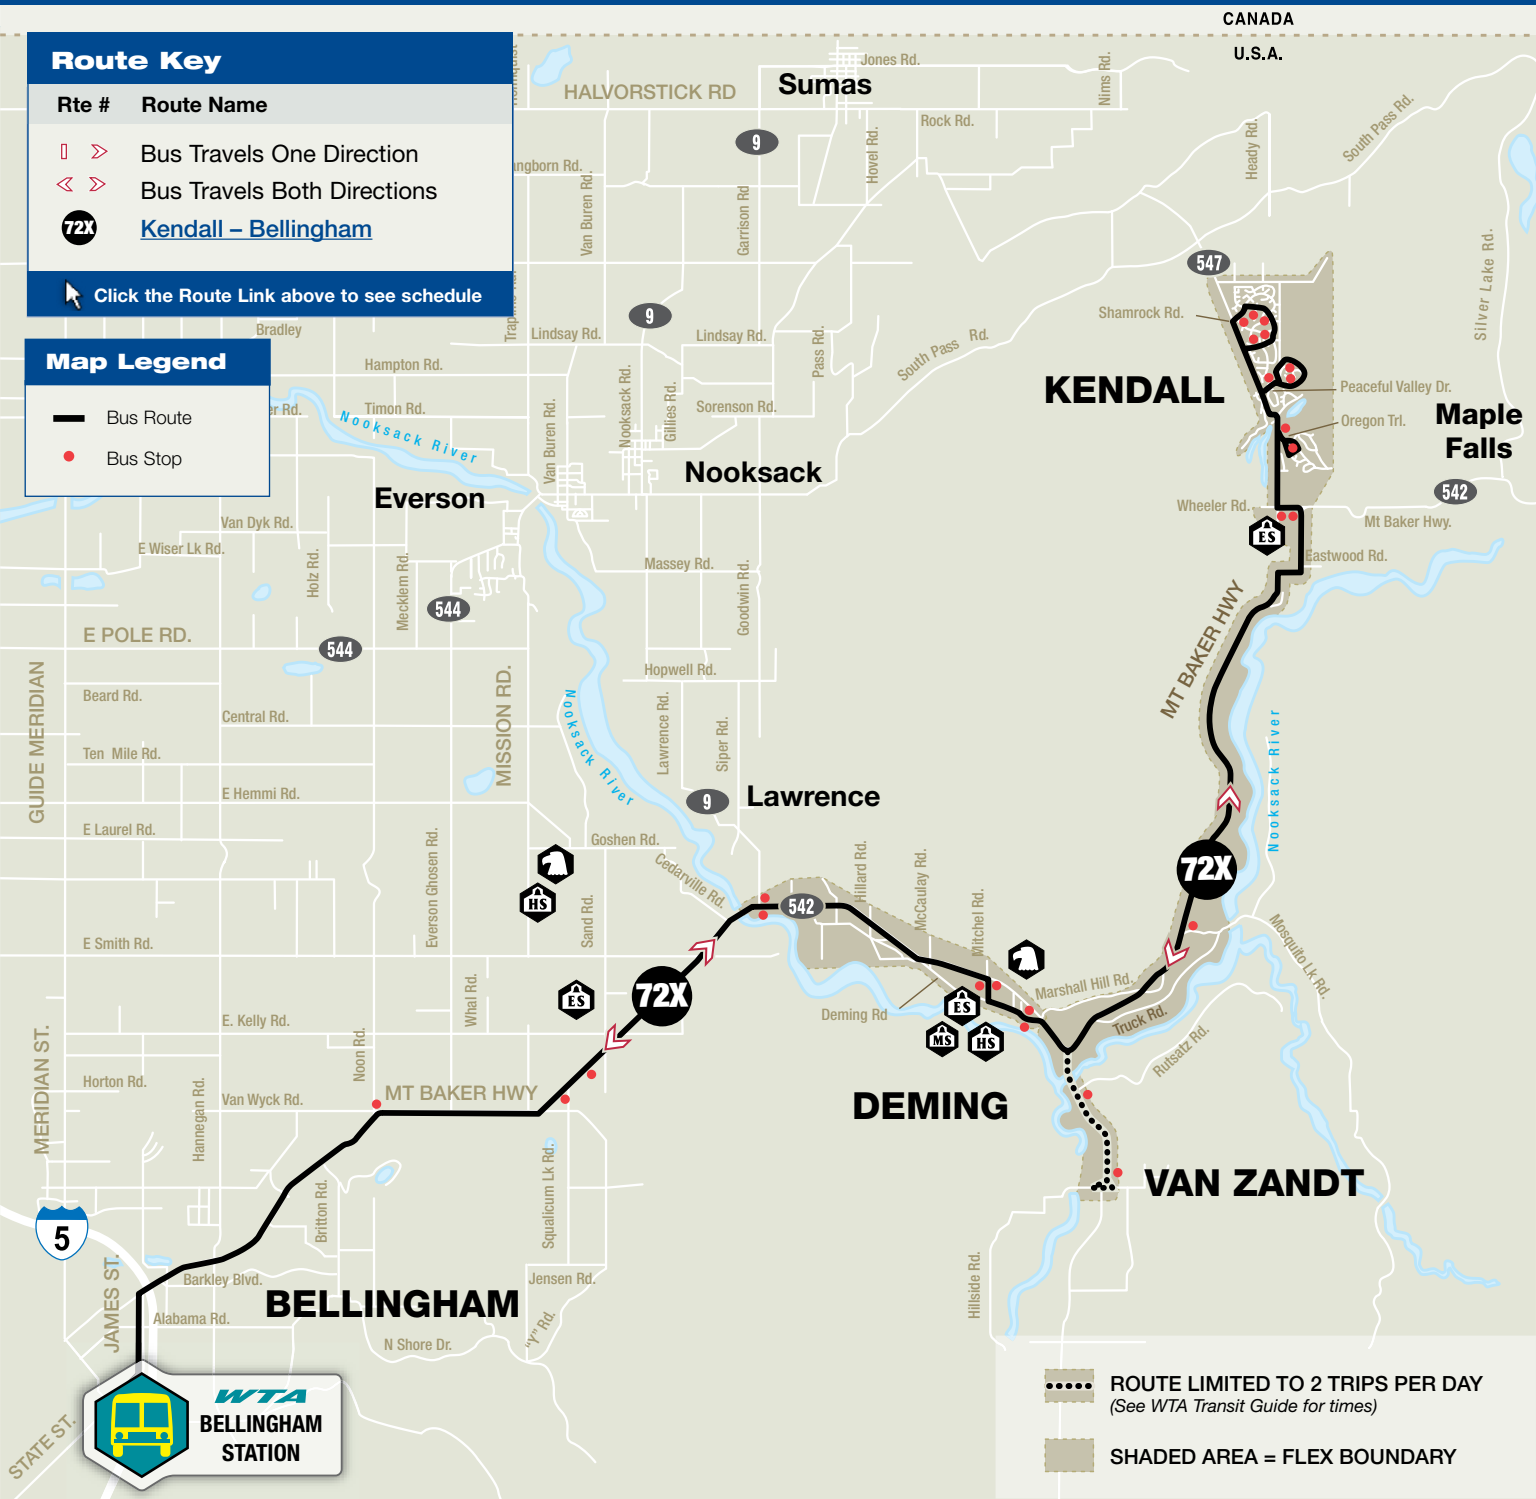 CANADA
U.S.A.
Route Key
Rte # Route Name
Bus Travels One Direction
Bus Travels Both Directions
72X Kendall – Bellingham
Click the Route Link above to see schedule
Map Legend
Bus Route
Bus Stop
Jones Rd.
Sumas
HALVORSTICK RD
Nims Rd.
Rock Rd.
9
Hovel Rd.
Heady Rd.
South Pass Rd.
Van Buren Rd.
Garrison Rd
547
Silver Lake Rd.
Shamrock Rd.
9
Bradley
Lindsay Rd.
Lindsay Rd.
Pass Rd.
South Pass Rd.
Hampton Rd.
KENDALL
Peaceful Valley Dr.
Nooksack Rd.
Gillies Rd.
Timon Rd.
Sorenson Rd.
Oregon Trl.
Maple
Falls
Nooksack River
Van Buren Rd.
Nooksack
Everson
542
Wheeler Rd.
Mt Baker Hwy.
Van Dyk Rd.
E Wiser Lk Rd.
ES
Eastwood Rd.
Holz Rd.
Mecklem Rd.
Massey Rd.
Goodwin Rd.
544
E POLE RD.
544
MT BAKER HWY
Hopwell Rd.
GUIDE MERIDIAN
Beard Rd.
Central Rd.
MISSION RD.
Nooksack River
Lawrence Rd.
Siper Rd.
Nooksack River
Ten Mile Rd.
E Hemmi Rd.
9
Lawrence
E Laurel Rd.
Goshen Rd.
Everson Ghosen Rd.
Cedarville Rd.
Hillard Rd.
McCaulay Rd.
Mitchel Rd.
72X
HS
Sand Rd.
542
E Smith Rd.
Mosquito Lk Rd.
72X
ES
Whal Rd.
Marshall Hill Rd.
Deming Rd
ES
MS
HS
Truck Rd.
Rutsatz Rd.
E. Kelly Rd.
Noon Rd.
MERIDIAN ST.
Horton Rd.
Hannegan Rd.
Van Wyck Rd.
MT BAKER HWY
DEMING
Squalicum Lk Rd.
VAN ZANDT
Britton Rd.
5
JAMES ST.
Barkley Blvd.
Jensen Rd.
Hillside Rd.
BELLINGHAM
Alabama Rd.
N Shore Dr.
"Y" Rd.
WTA
BELLINGHAM
STATION
STATE ST.
ROUTE LIMITED TO 2 TRIPS PER DAY
(See WTA Transit Guide for times)
SHADED AREA = FLEX BOUNDARY